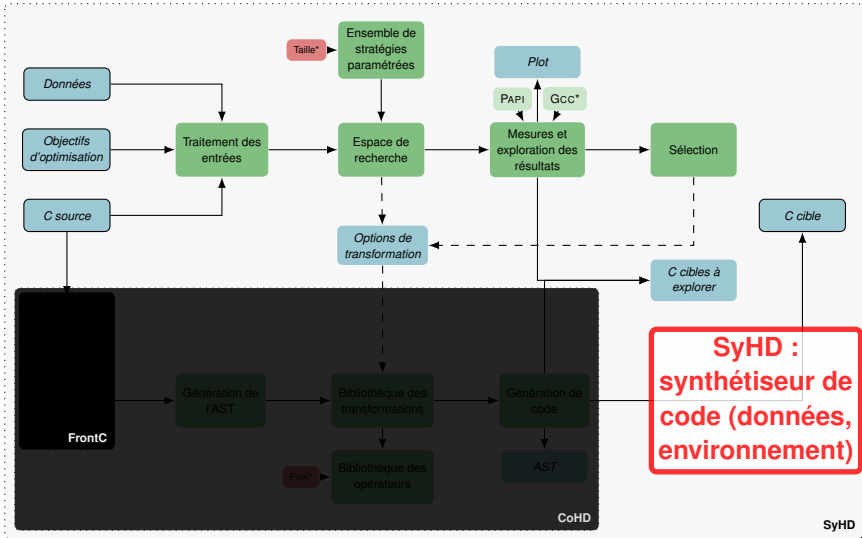 Ensemble de
stratégies
paramétrées
Taille*
Plot
Données
PAPI
GCC*
Objectifs
d'optimisation
Traitement des
entrées
Espace de
recherche
Mesures et
exploration des
résultats
Sélection
C source
C cible
Options de
transformation
C cibles à
explorer
SyHD :
synthétiseur de
code (données,
environnement)
Génération de
l'AST
Bibliothèque des
transformations
Génération de
code
FrontC
FMA*
Bibliothèque des
opérateurs
AST
CoHD
SyHD